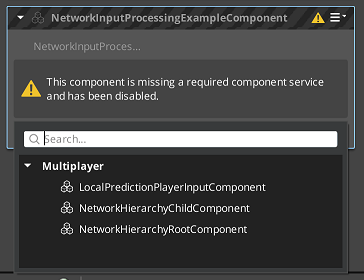 NetworkInputProcessingExampleComponent
NetworkInputProces...
This component is missing a required component service
and has been disabled.
Search...
Multiplayer
LocalPredictionPlayerInputComponent
NetworkHierarchyChildComponent
NetworkHierarchyRootComponent